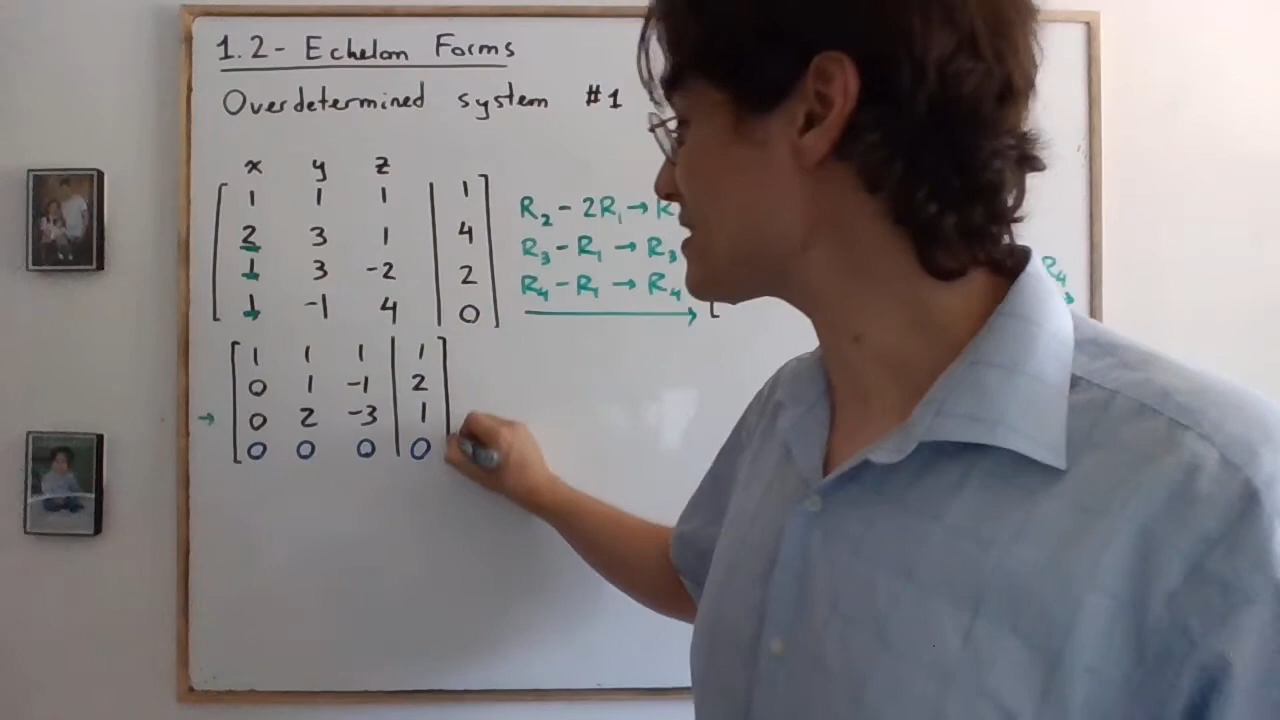 1.2 - Echelon Forms
Overdetermined system #1
x y z
1 1 1 | 1
2 3 1 | 4
1 3 -2 | 2
1 -1 4 | 0
R₂ - 2R₁ → R
R₃ - R₁ → R₃
R₄ - R₁ → R₄
R₄
→
1 1 1 | 1
0 1 -1 | 2
→ 0 2 -3 | 1
0 0 0 | 0